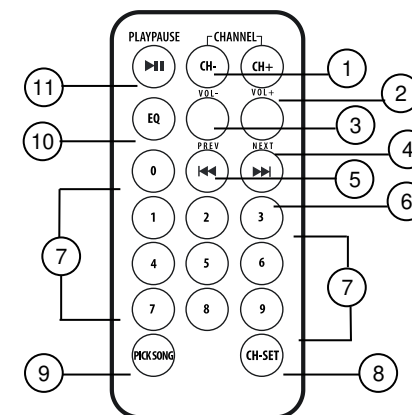 PLAYPAUSE CHANNEL
CH- CH+
1
11
VOL- VOL+
2
EQ
3
10
PREV NEXT
4
0
5
6
1 2 3
7
4 5 6
7
7 8 9
PICK SONG CH-SET
9 8